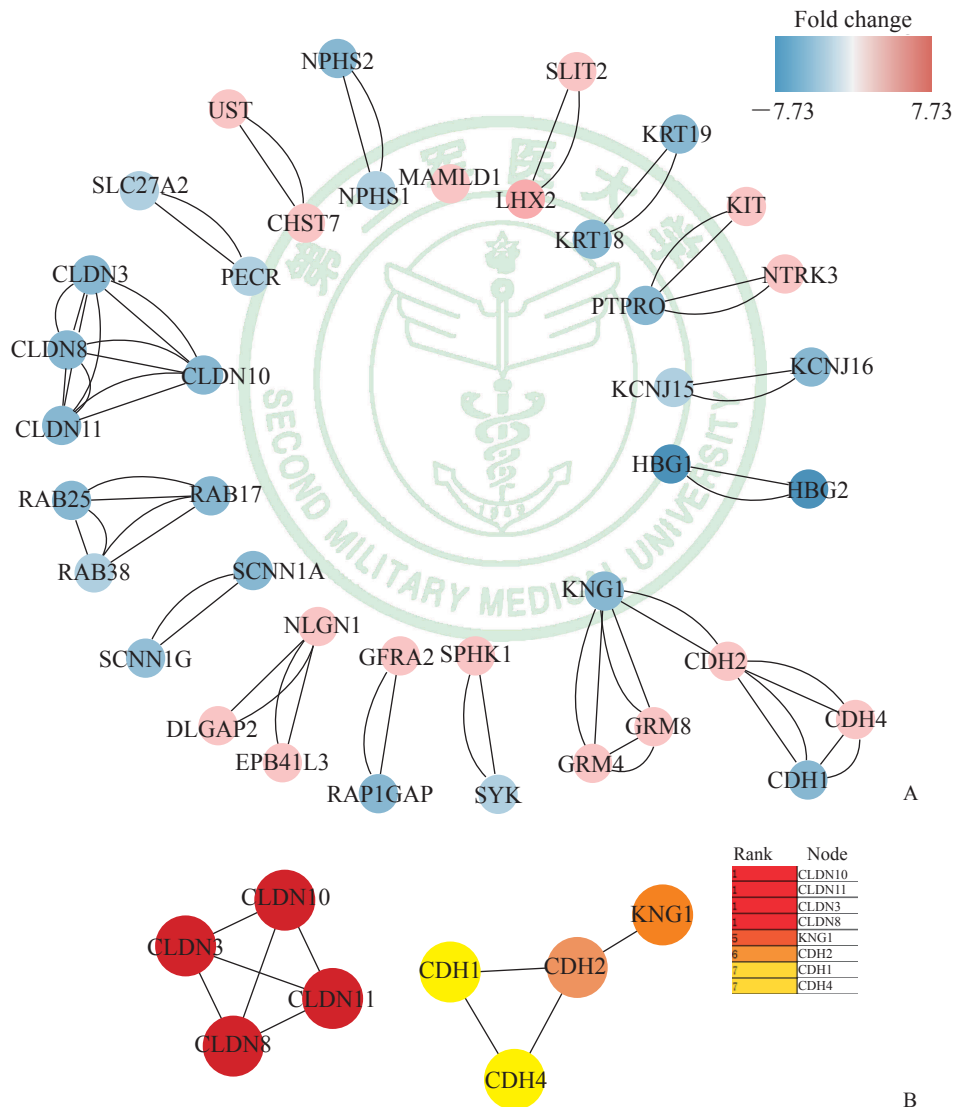 Fold change
−7.73 7.73
NPHS2
SLIT2
UST
KRT19
SLC27A2
NPHS1
MAMLD1
LHX2
KIT
CHST7
KRT18
CLDN3
PECR
NTRK3
PTPRO
CLDN8
CLDN10
KCNJ15
KCNJ16
CLDN11
HBG1
HBG2
RAB25
RAB17
RAB38
SCNN1A
KNG1
SCNN1G
NLGN1
GFRA2
SPHK1
CDH2
DLGAP2
GRM8
CDH4
EPB41L3
GRM4
RAP1GAP
SYK
CDH1
A
SECOND MILITARY MEDICAL UNIVERSITY
1949
Rank Node
1 CLDN10
1 CLDN11
1 CLDN3
1 CLDN8
5 KNG1
6 CDH2
7 CDH1
7 CDH4
CLDN10
KNG1
CLDN3
CDH1
CDH2
CLDN11
CLDN8
CDH4
B